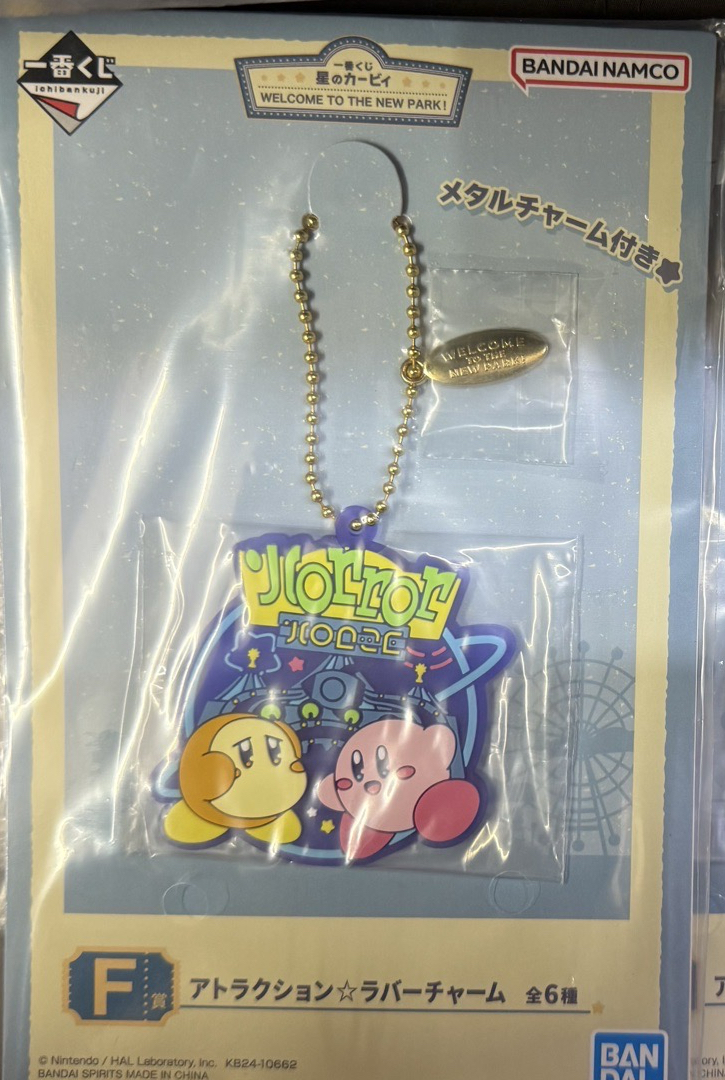 一番くじ
ichibankuji
一番くじ
星のカービィ
WELCOME TO THE NEW PARK!
BANDAI NAMCO
メタルチャーム付き★
WELCOME
TO THE
NEW PARK!
Horror
F賞
アトラクション☆ラバーチャーム 全6種
© Nintendo / HAL Laboratory, Inc. KB24-10662
BANDAI SPIRITS MADE IN CHINA
BAN
DAI